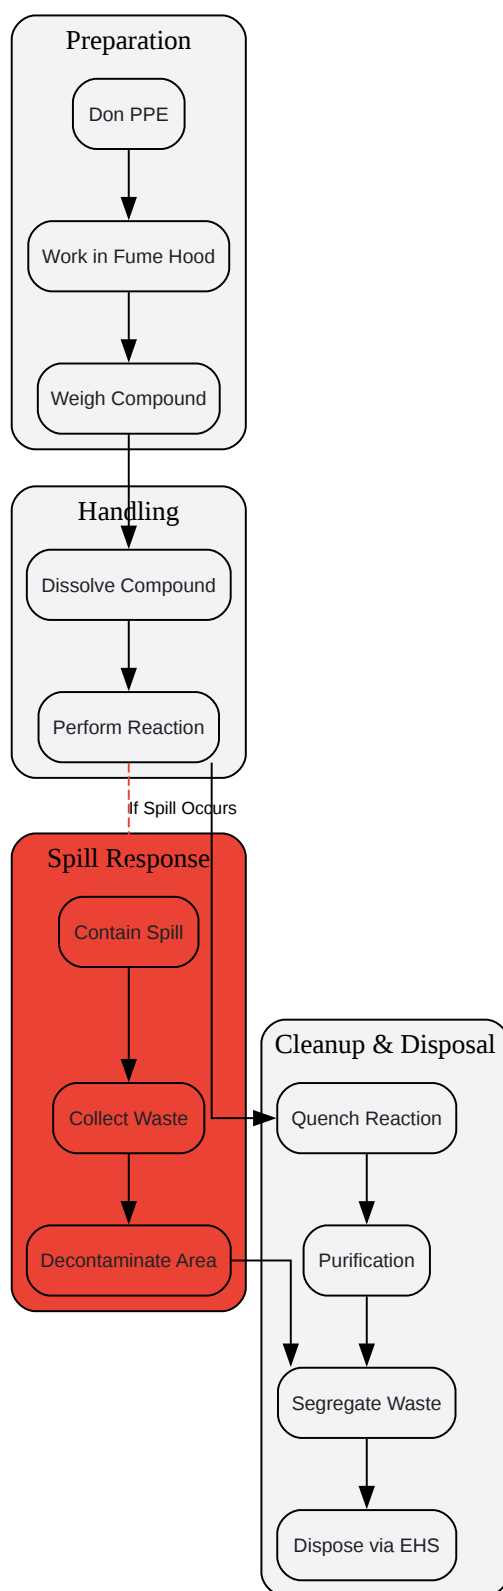 Preparation
Don PPE
Work in Fume Hood
Weigh Compound
Handling
Dissolve Compound
Perform Reaction
If Spill Occurs
Spill Response
Contain Spill
Collect Waste
Decontaminate Area
Cleanup & Disposal
Quench Reaction
Purification
Segregate Waste
Dispose via EHS